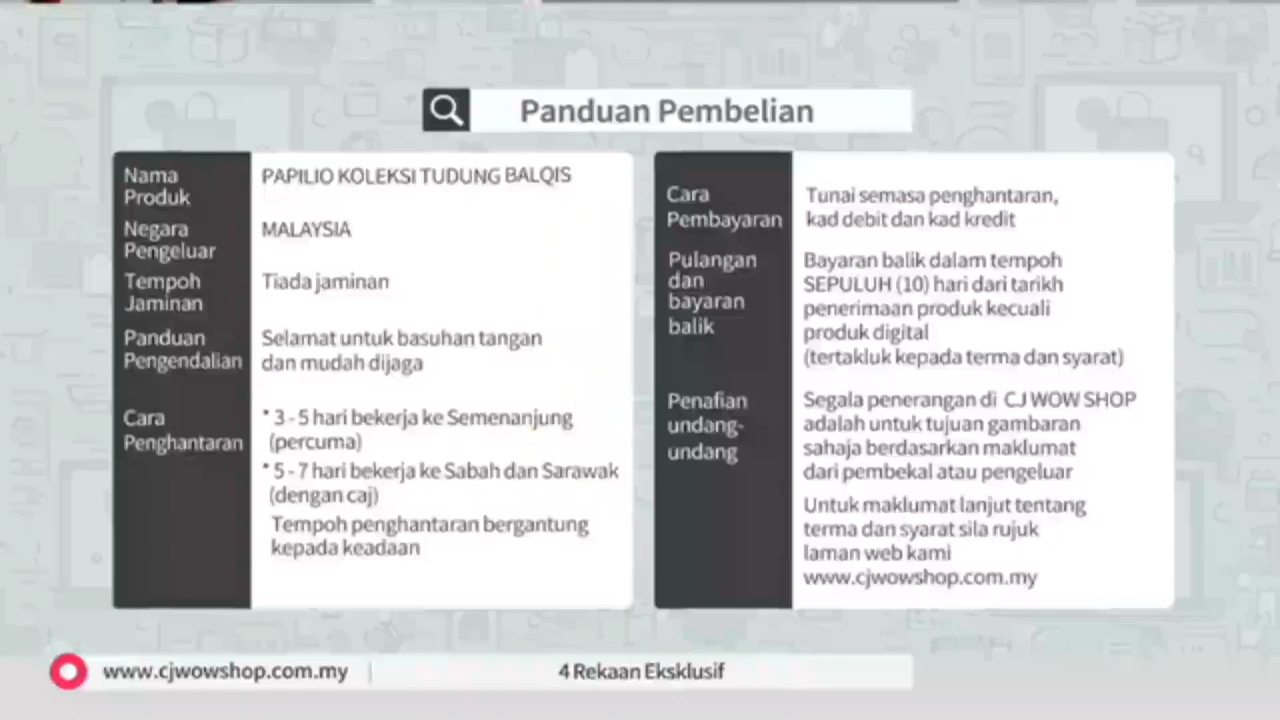 Panduan Pembelian
Nama
Produk
PAPILIO KOLEKSI TUDUNG BALQIS
Negara
Pengeluar
MALAYSIA
Tempoh
Jaminan
Tiada jaminan
Panduan
Pengendalian
Selamat untuk basuhan tangan
dan mudah dijaga
Cara
Penghantaran
* 3 - 5 hari bekerja ke Semenanjung
(percuma)
* 5 - 7 hari bekerja ke Sabah dan Sarawak
(dengan caj)
Tempoh penghantaran bergantung
kepada keadaan
Cara
Pembayaran
Tunai semasa penghantaran,
kad debit dan kad kredit
Pulangan
dan
bayaran
balik
Bayaran balik dalam tempoh
SEPULUH (10) hari dari tarikh
penerimaan produk kecuali
produk digital
(tertakluk kepada terma dan syarat)
Penafian
undang-
undang
Segala penerangan di CJ WOW SHOP
adalah untuk tujuan gambaran
sahaja berdasarkan maklumat
dari pembekal atau pengeluar
Untuk maklumat lanjut tentang
terma dan syarat sila rujuk
laman web kami
www.cjwowshop.com.my
www.cjwowshop.com.my
4 Rekaan Eksklusif